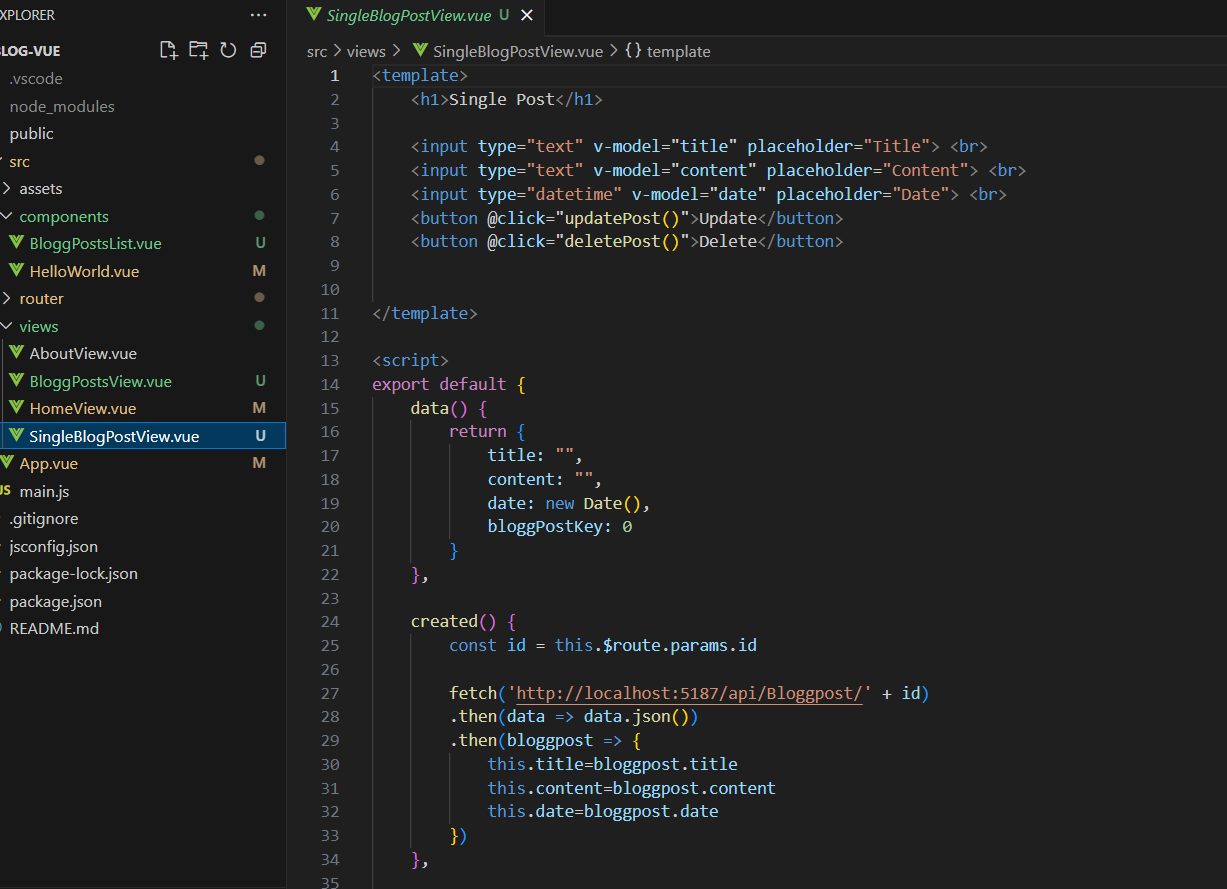 XPLORER
LOG-VUE
.vscode
node_modules
public
src
assets
components
BloggPostsList.vue U
HelloWorld.vue M
router
views
AboutView.vue
BloggPostsView.vue U
HomeView.vue M
SingleBlogPostView.vue U
App.vue M
JS main.js
.gitignore
jsconfig.json
package-lock.json
package.json
README.md
SingleBlogPostView.vue U
src > views > SingleBlogPostView.vue > {} template
1 <template>
2 <h1>Single Post</h1>
3
4 <input type="text" v-model="title" placeholder="Title"> <br>
5 <input type="text" v-model="content" placeholder="Content"> <br>
6 <input type="datetime" v-model="date" placeholder="Date"> <br>
7 <button @click="updatePost()">Update</button>
8 <button @click="deletePost()">Delete</button>
9
10
11 </template>
12
13 <script>
14 export default {
15 data() {
16 return {
17 title: "",
18 content: "",
19 date: new Date(),
20 bloggPostKey: 0
21 }
22 },
23
24 created() {
25 const id = this.$route.params.id
26
27 fetch('http://localhost:5187/api/Bloggpost/' + id)
28 .then(data => data.json())
29 .then(bloggpost => {
30 this.title=bloggpost.title
31 this.content=bloggpost.content
32 this.date=bloggpost.date
33 })
34 },
35